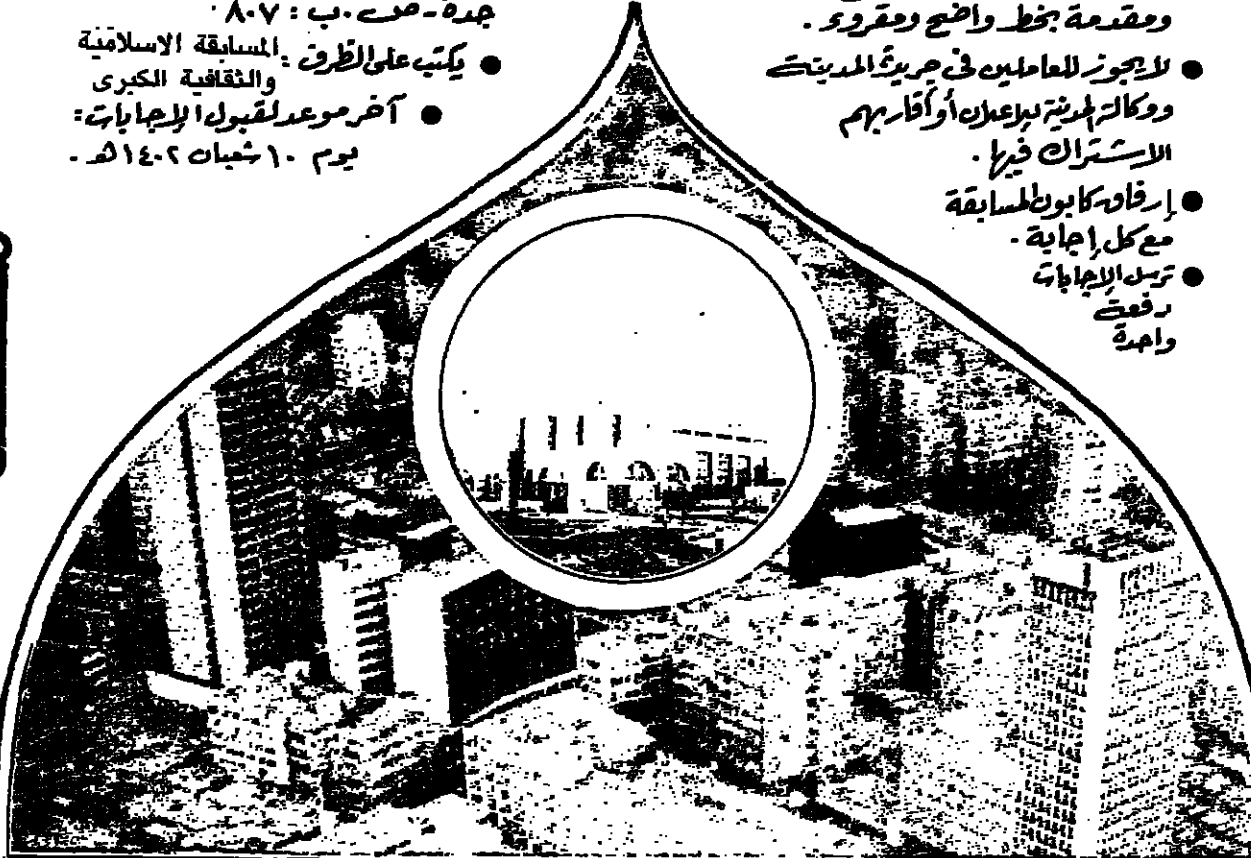 ومقدمة بخط واضح ومقروء .
● لا يجوز للعاملين في جريدة المدينة
ووكالة المدينة للإعلان أو أقاربهم
الاشتراك فيها .
● إرفاق كابون المسابقة
مع كل إجابة .
● ترسل الإجابات
دفعة
واحدة
جدة - ص . ب : ٨٠٧
● يكتب على الظرف : المسابقة الاسلامية
والثقافية الكبرى
● آخر موعد لقبول الإجابات :
يوم ١٠ شعبان ١٤٠٢ هـ .